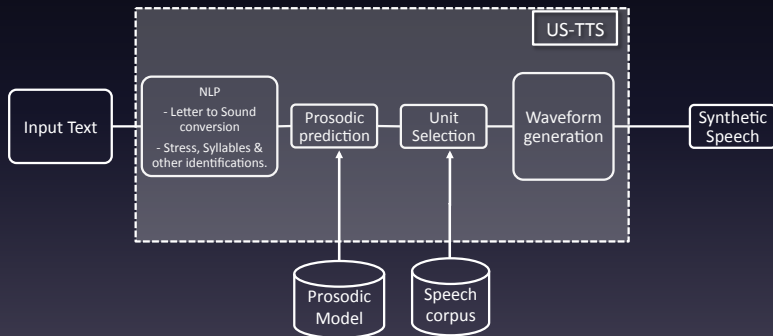 US-TTS
Input Text
NLP
- Letter to Sound
conversion
- Stress, Syllables &
other identifications.
Prosodic
prediction
Unit
Selection
Waveform
generation
Synthetic
Speech
Prosodic
Model
Speech
corpus